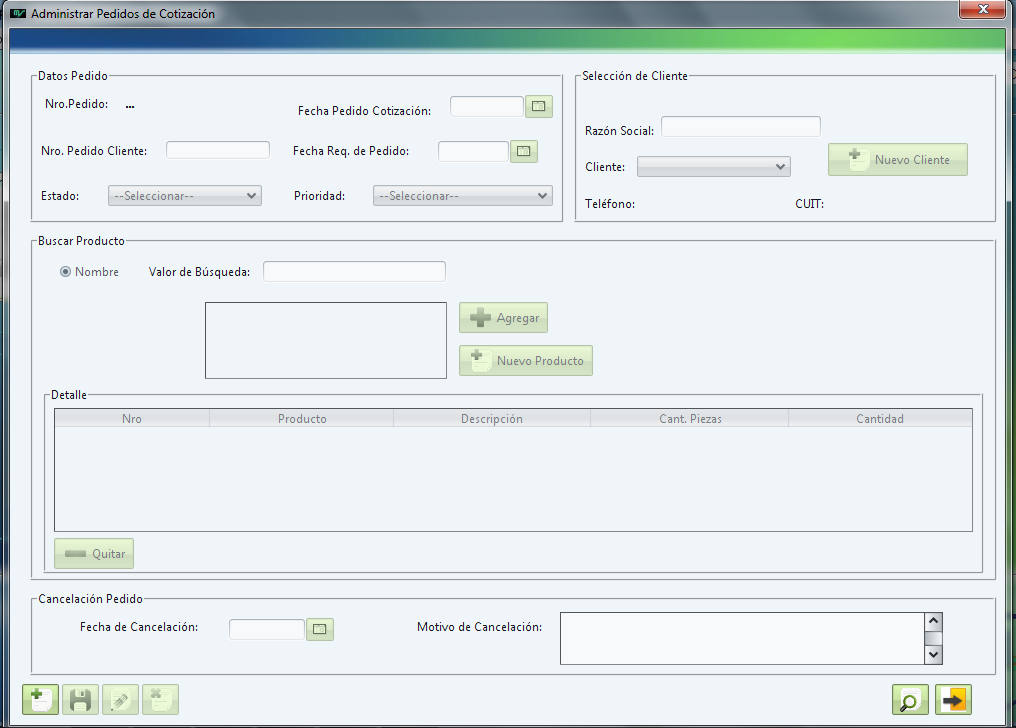 Administrar Pedidos de Cotización
Datos Pedido
Nro.Pedido: ...
Fecha Pedido Cotización:
Nro. Pedido Cliente:
Fecha Req. de Pedido:
Estado: --Seleccionar--
Prioridad: --Seleccionar--
Selección de Cliente
Razón Social:
Cliente:
Nuevo Cliente
Teléfono:
CUIT:
Buscar Producto
Nombre
Valor de Búsqueda:
Agregar
Nuevo Producto
Detalle
Nro Producto Descripción Cant. Piezas Cantidad
Quitar
Cancelación Pedido
Fecha de Cancelación:
Motivo de Cancelación: